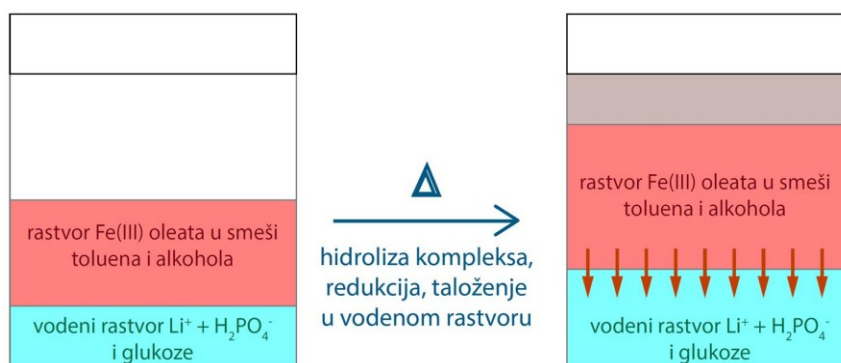 rastvor Fe(III) oleata u smeši
toluena i alkohola
vodeni rastvor Li⁺ + H₂PO₄⁻
i glukoze
Δ
hidroliza kompleksa,
redukcija, taloženje
u vodenom rastvoru
rastvor Fe(III) oleata u smeši
toluena i alkohola
vodeni rastvor Li⁺ + H₂PO₄⁻
i glukoze